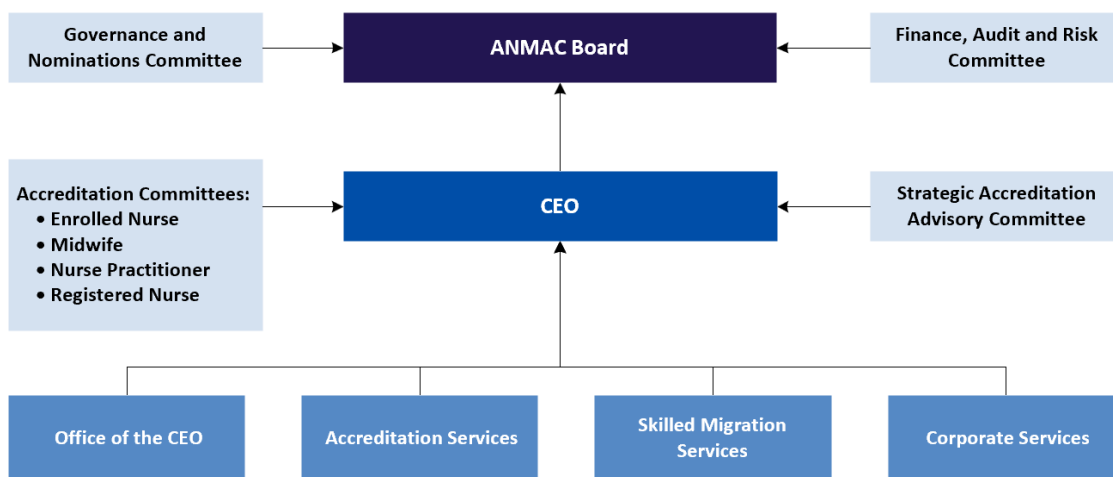 Governance and
Nominations Committee
ANMAC Board
Finance, Audit and Risk
Committee
Accreditation Committees:
• Enrolled Nurse
• Midwife
• Nurse Practitioner
• Registered Nurse
CEO
Strategic Accreditation
Advisory Committee
Office of the CEO
Accreditation Services
Skilled Migration
Services
Corporate Services